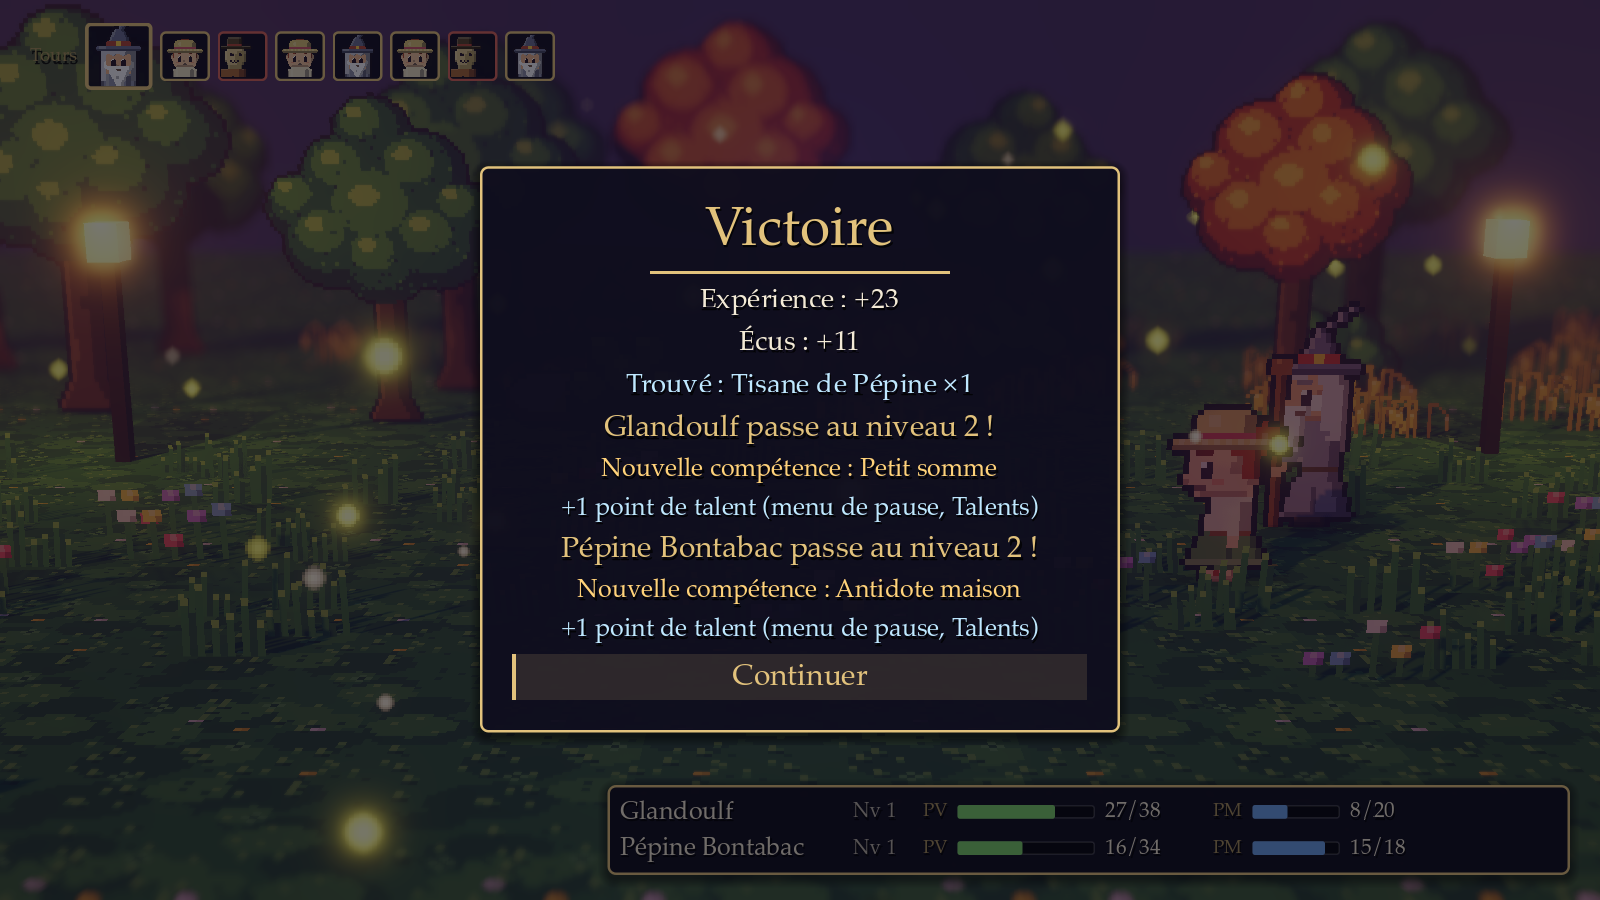 Tours
Victoire
Expérience : +23
Écus : +11
Trouvé : Tisane de Pépine ×1
Glandoulf passe au niveau 2 !
Nouvelle compétence : Petit somme
+1 point de talent (menu de pause, Talents)
Pépine Bontabac passe au niveau 2 !
Nouvelle compétence : Antidote maison
+1 point de talent (menu de pause, Talents)
Continuer
Glandoulf Nv 1 PV 27/38 PM 8/20
Pépine Bontabac Nv 1 PV 16/34 PM 15/18